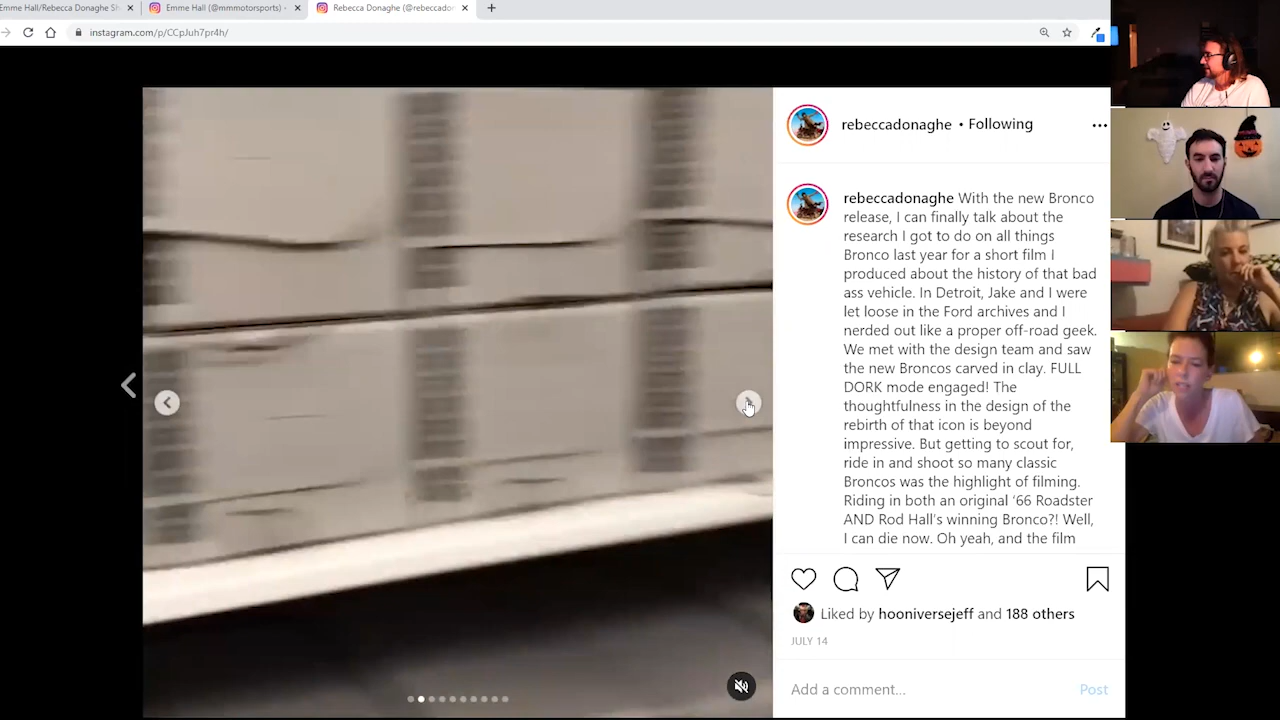 Emme Hall/Rebecca Donaghe Sh
Emme Hall (@mmmotorsports) •
Rebecca Donaghe (@rebeccadon
instagram.com/p/CCpJuh7pr4h/
rebeccadonaghe • Following
rebeccadonaghe With the new Bronco
release, I can finally talk about the
research I got to do on all things
Bronco last year for a short film I
produced about the history of that bad
ass vehicle. In Detroit, Jake and I were
let loose in the Ford archives and I
nerded out like a proper off-road geek.
We met with the design team and saw
the new Broncos carved in clay. FULL
DORK mode engaged! The
thoughtfulness in the design of the
rebirth of that icon is beyond
impressive. But getting to scout for,
ride in and shoot so many classic
Broncos was the highlight of filming.
Riding in both an original ‘66 Roadster
AND Rod Hall’s winning Bronco?! Well,
I can die now. Oh yeah, and the film
Liked by hooniversejeff and 188 others
JULY 14
Add a comment...
Post